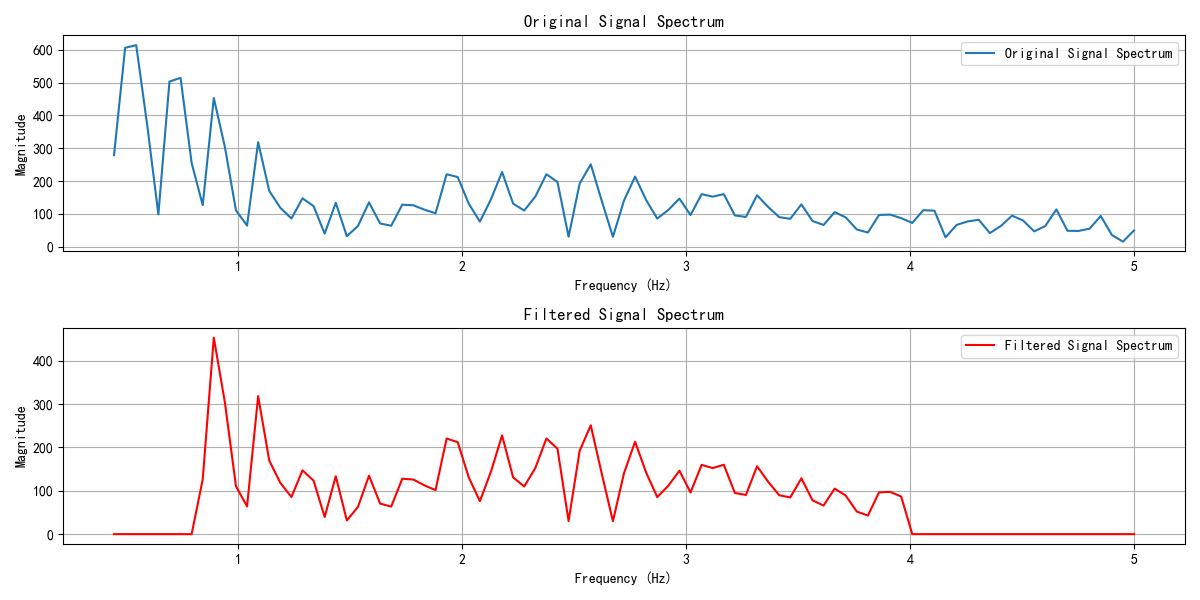 Original Signal Spectrum
Original Signal Spectrum
Magnitude
600
500
400
300
200
100
0
1 2 3 4 5
Frequency (Hz)
Filtered Signal Spectrum
Filtered Signal Spectrum
Magnitude
400
300
200
100
0
1 2 3 4 5
Frequency (Hz)